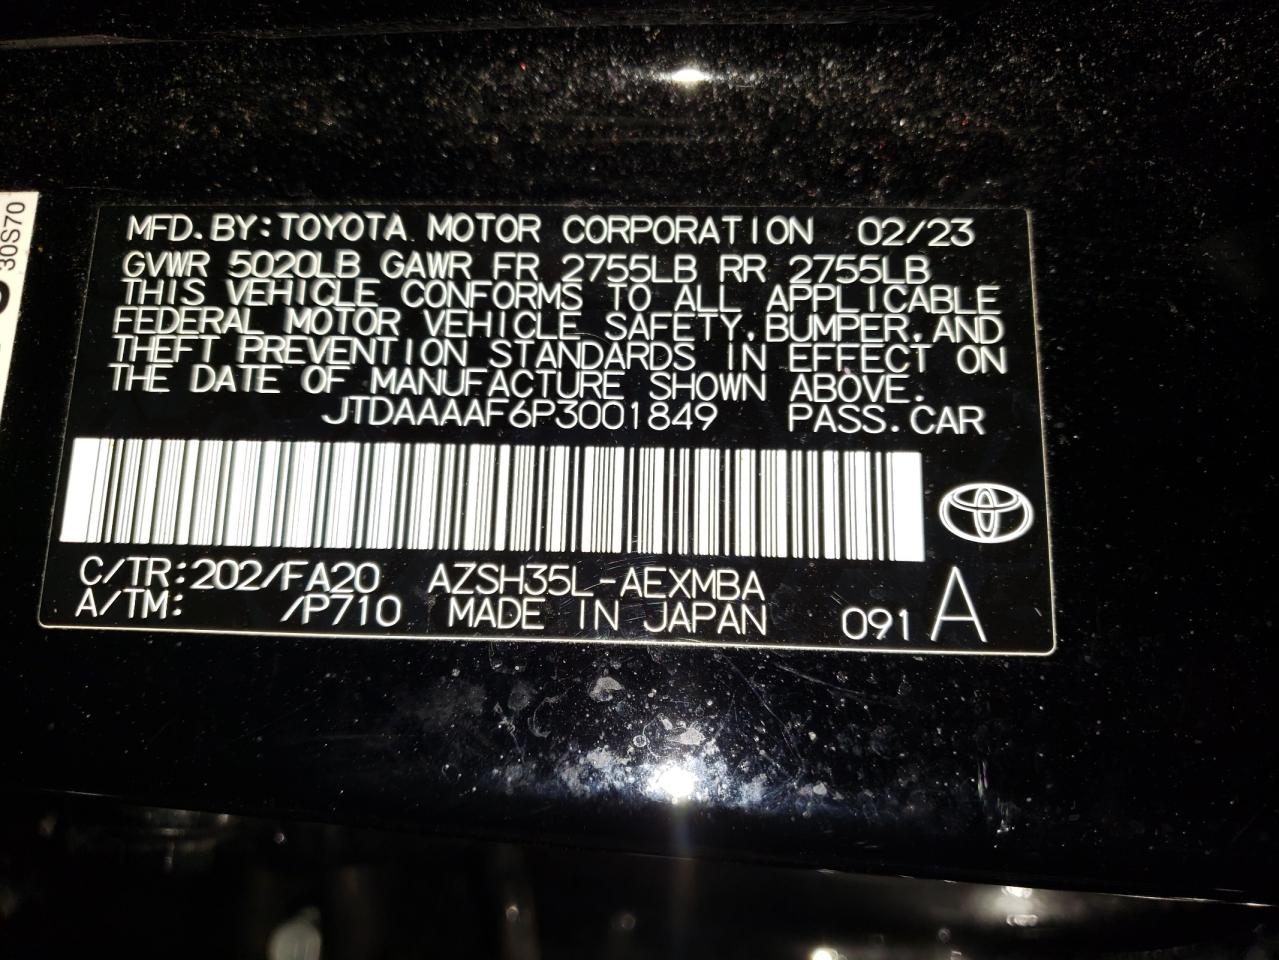 30S70
MFD. BY: TOYOTA MOTOR CORPORATION 02/23
GVWR 5020LB GAWR FR 2755LB RR 2755LB
THIS VEHICLE CONFORMS TO ALL APPLICABLE
FEDERAL MOTOR VEHICLE SAFETY, BUMPER, AND
THEFT PREVENTION STANDARDS IN EFFECT ON
THE DATE OF MANUFACTURE SHOWN ABOVE.
JTDAAAAF6P3001849 PASS. CAR
C/TR: 202/FA20 AZSH35L-AEXMBA
A/TM: /P710 MADE IN JAPAN 091 A